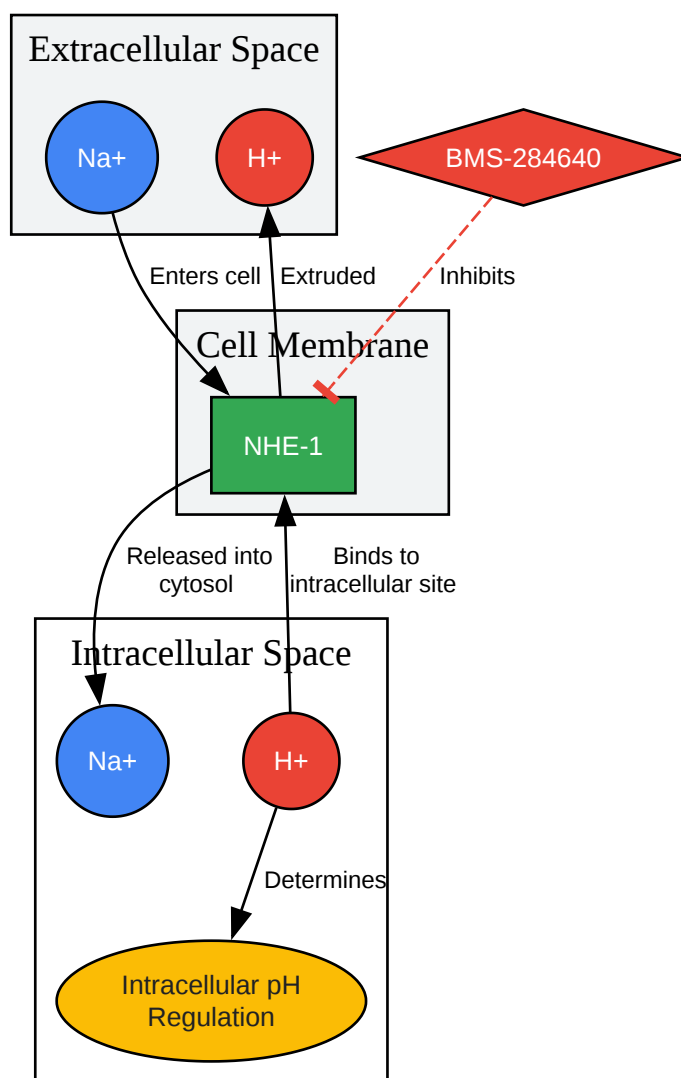 Extracellular Space
Na+
H+
BMS-284640
Enters cell
Extruded
Inhibits
Cell Membrane
NHE-1
Released into
cytosol
Binds to
intracellular site
Intracellular Space
Na+
H+
Determines
Intracellular pH
Regulation